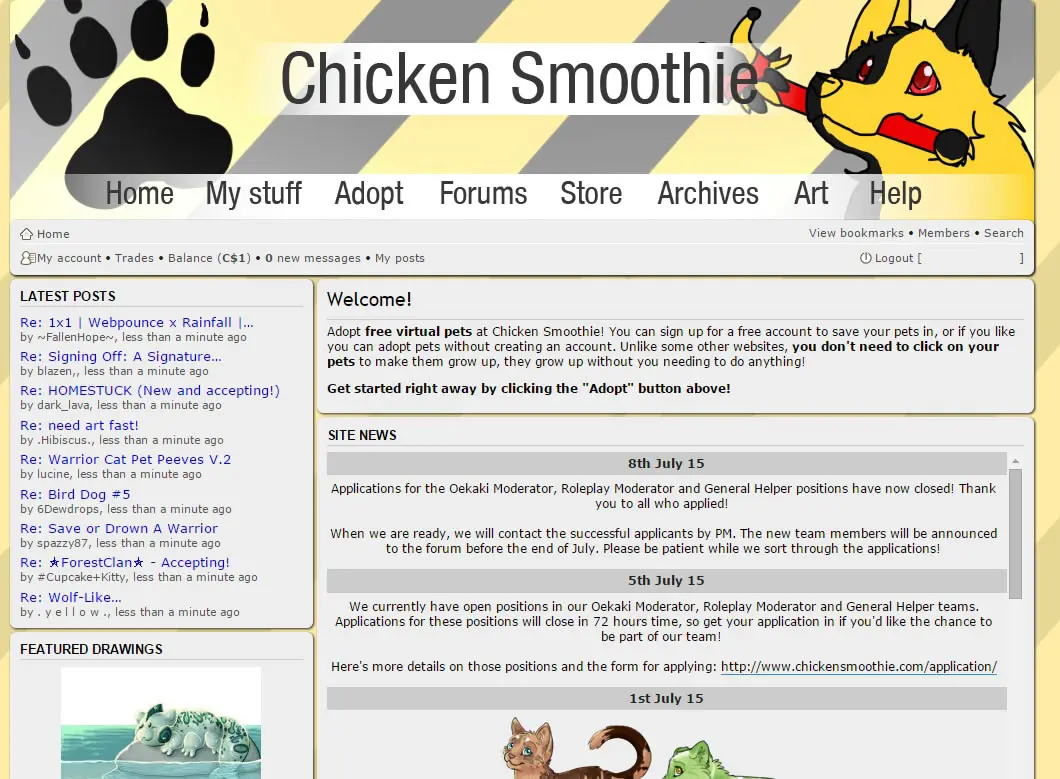 Chicken Smoothie
Home My stuff Adopt Forums Store Archives Art Help
Home
View bookmarks • Members • Search
My account • Trades • Balance (C$1) • 0 new messages • My posts
Logout [ ]
LATEST POSTS
Re: 1x1 | Webpounce x Rainfall |...
by ~FallenHope~, less than a minute ago
Re: Signing Off: A Signature...
by blazen,, less than a minute ago
Re: HOMESTUCK (New and accepting!)
by dark_lava, less than a minute ago
Re: need art fast!
by .Hibiscus., less than a minute ago
Re: Warrior Cat Pet Peeves V.2
by lucine, less than a minute ago
Re: Bird Dog #5
by 6Dewdrops, less than a minute ago
Re: Save or Drown A Warrior
by spazzy87, less than a minute ago
Re: ★ForestClan★ - Accepting!
by #Cupcake+Kitty, less than a minute ago
Re: Wolf-Like...
by . y e l l o w ., less than a minute ago
FEATURED DRAWINGS
Welcome!
Adopt free virtual pets at Chicken Smoothie! You can sign up for a free account to save your pets in, or if you like
you can adopt pets without creating an account. Unlike some other websites, you don't need to click on your
pets to make them grow up, they grow up without you needing to do anything!
Get started right away by clicking the "Adopt" button above!
SITE NEWS
8th July 15
Applications for the Oekaki Moderator, Roleplay Moderator and General Helper positions have now closed! Thank
you to all who applied!
When we are ready, we will contact the successful applicants by PM. The new team members will be announced
to the forum before the end of July. Please be patient while we sort through the applications!
5th July 15
We currently have open positions in our Oekaki Moderator, Roleplay Moderator and General Helper teams.
Applications for these positions will close in 72 hours time, so get your application in if you'd like the chance to
be part of our team!
Here's more details on those positions and the form for applying: http://www.chickensmoothie.com/application/
1st July 15